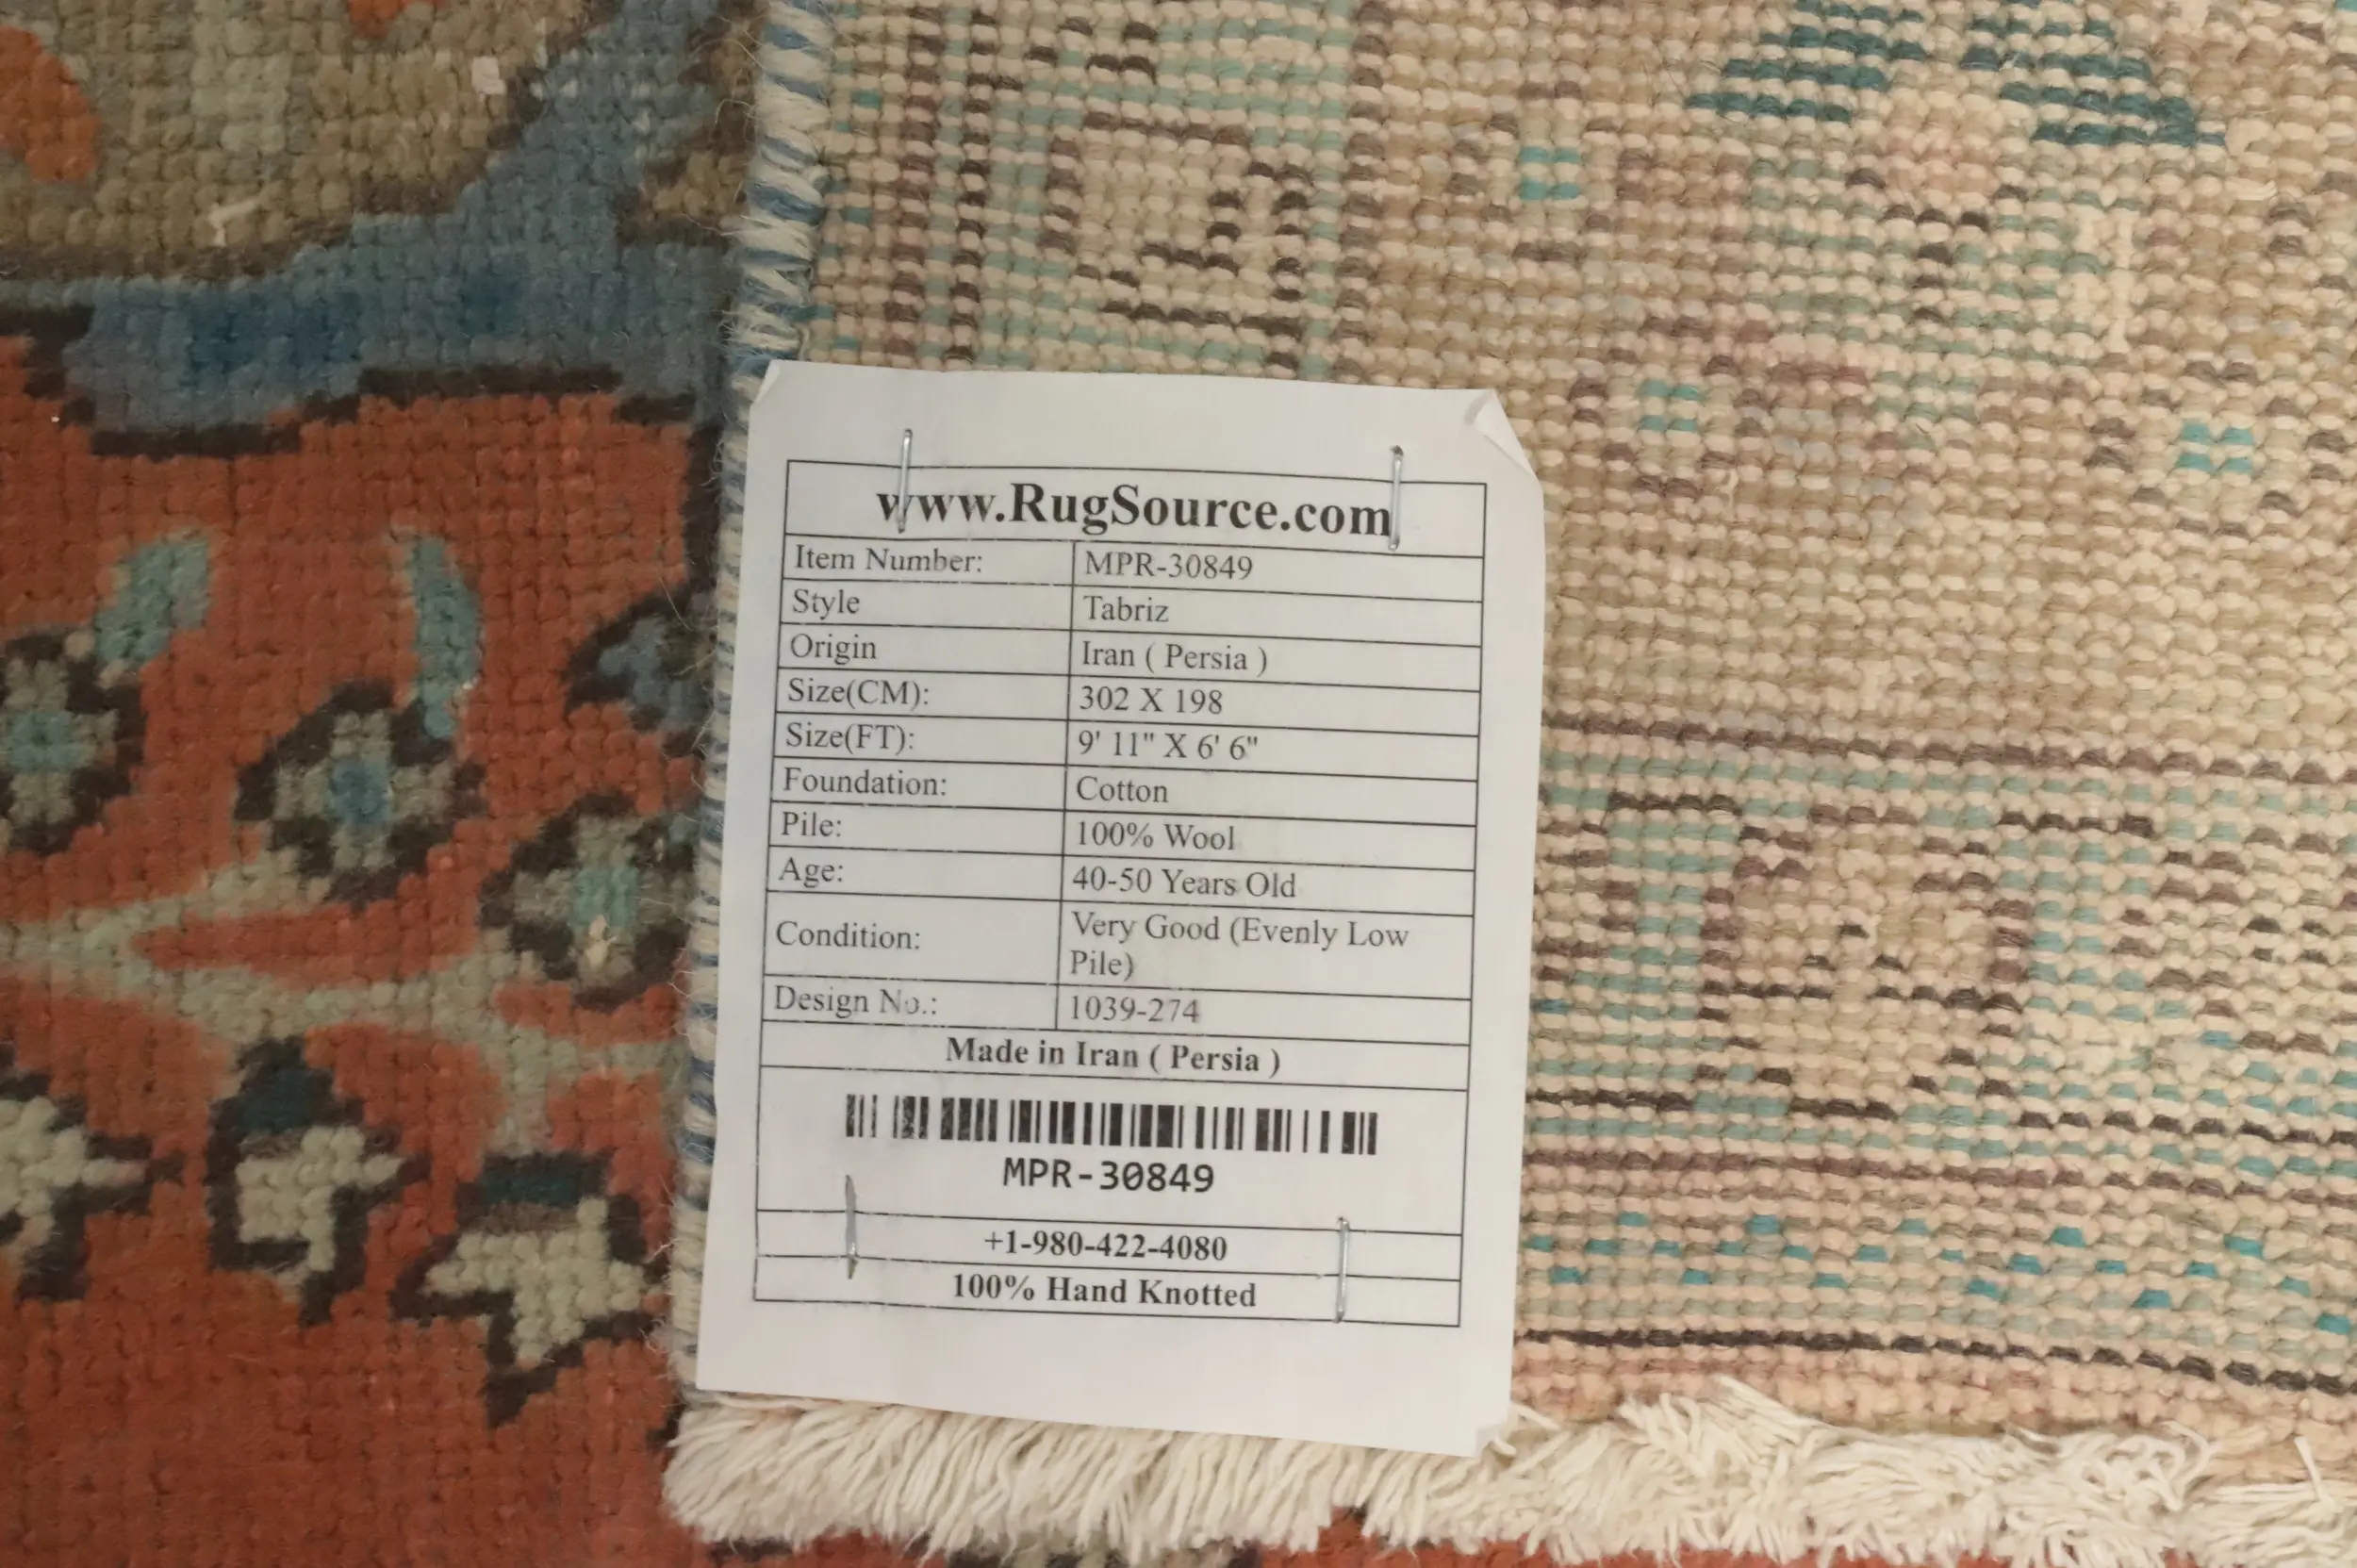 www.RugSource.com
Item Number: MPR-30849
Style Tabriz
Origin Iran ( Persia )
Size(CM): 302 X 198
Size(FT): 9' 11" X 6' 6"
Foundation: Cotton
Pile: 100% Wool
Age: 40-50 Years Old
Condition: Very Good (Evenly Low
Pile)
Design No.: 1039-274
Made in Iran ( Persia )
MPR-30849
+1-980-422-4080
100% Hand Knotted